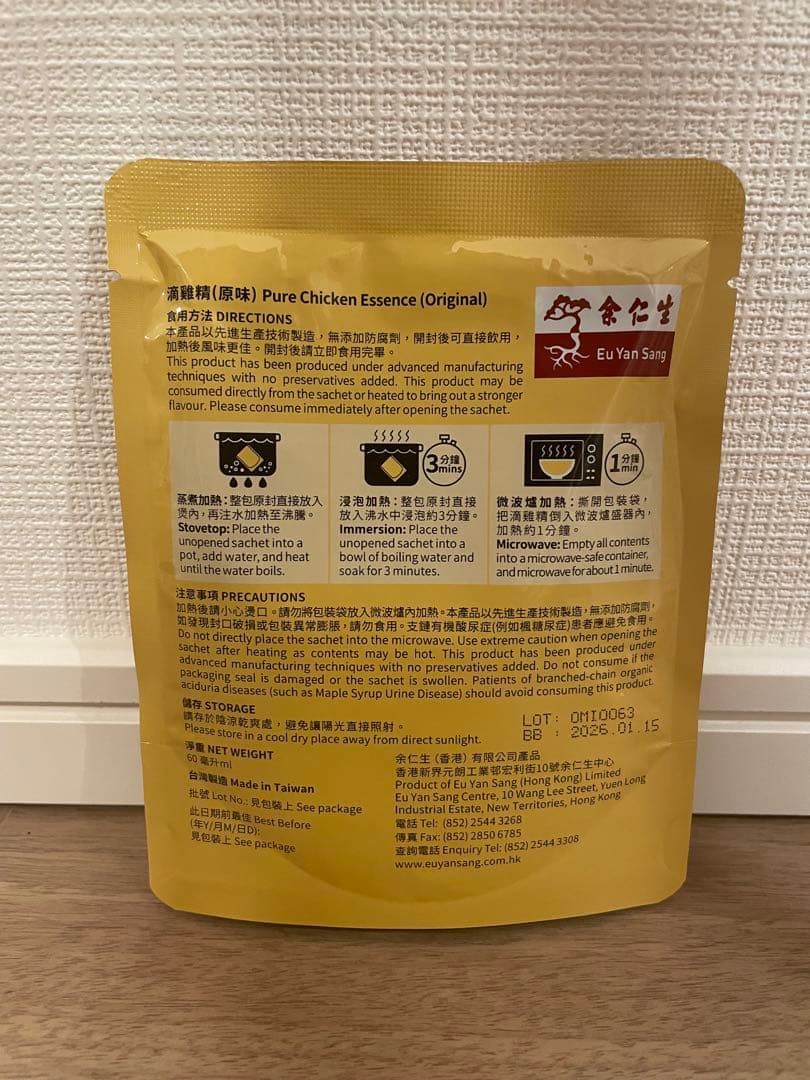 滴雞精(原味) Pure Chicken Essence (Original)
食用方法 DIRECTIONS
本產品以先進生產技術製造，無添加防腐劑，開封後可直接飲用，
加熱後風味更佳。開封後請立即食用完畢。
This product has been produced under advanced manufacturing
techniques with no preservatives added. This product may be
consumed directly from the sachet or heated to bring out a stronger
flavour. Please consume immediately after opening the sachet.
余仁生
Eu Yan Sang
蒸煮加熱：整包原封直接放入
煲內，再注水加熱至沸騰。
Stovetop: Place the
unopened sachet into a
pot, add water, and heat
until the water boils.
3分鐘
mins
浸泡加熱：整包原封直接
放入沸水中浸泡約3分鐘。
Immersion: Place the
unopened sachet into a
bowl of boiling water and
soak for 3 minutes.
1分鐘
min
微波爐加熱：撕開包裝袋，
把滴雞精倒入微波爐盛器內，
加熱約1分鐘。
Microwave: Empty all contents
into a microwave-safe container,
and microwave for about 1 minute.
注意事項 PRECAUTIONS
加熱後請小心燙口。請勿將包裝袋放入微波爐內加熱。本產品以先進生產技術製造，無添加防腐劑，
如發現封口破損或包裝異常膨脹，請勿食用。支鏈有機酸尿症(例如楓糖尿症)患者應避免食用。
Do not directly place the sachet into the microwave. Use extreme caution when opening the
sachet after heating as contents may be hot. This product has been produced under
advanced manufacturing techniques with no preservatives added. Do not consume if the
packaging seal is damaged or the sachet is swollen. Patients of branched-chain organic
aciduria diseases (such as Maple Syrup Urine Disease) should avoid consuming this product.
儲存 STORAGE
請存於陰涼乾爽處，避免讓陽光直接照射。
Please store in a cool dry place away from direct sunlight.
LOT: OMI0063
BB : 2026.01.15
淨重 NET WEIGHT
60 毫升ml
台灣製造 Made in Taiwan
批號 Lot No.: 見包裝上 See package
此日期前最佳 Best Before
(年Y/月M/日D):
見包裝上 See package
余仁生 (香港) 有限公司產品
香港新界元朗工業邨宏利街10號余仁生中心
Product of Eu Yan Sang (Hong Kong) Limited
Eu Yan Sang Centre, 10 Wang Lee Street, Yuen Long
Industrial Estate, New Territories, Hong Kong
電話 Tel: (852) 2544 3268
傳真 Fax: (852) 2850 6785
查詢電話 Enquiry Tel: (852) 2544 3308
www.euyansang.com.hk